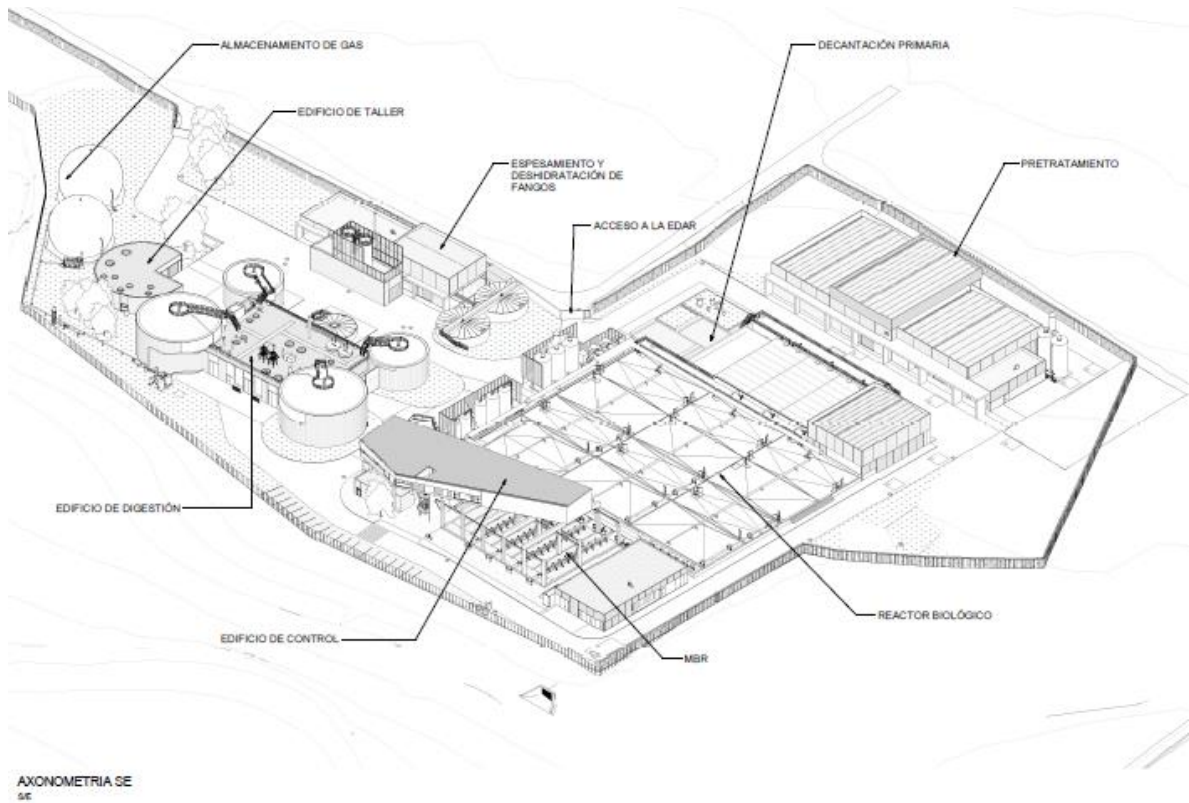 ALMACENAMIENTO DE GAS
DECANTACIÓN PRIMARIA
EDIFICIO DE TALLER
ESPESAMIENTO Y
DESHIDRATACIÓN DE
FANGOS
PRETRATAMIENTO
ACCESO A LA EDAR
EDIFICIO DE DIGESTIÓN
REACTOR BIOLÓGICO
EDIFICIO DE CONTROL
MBR
AXONOMETRIA SE
S/E